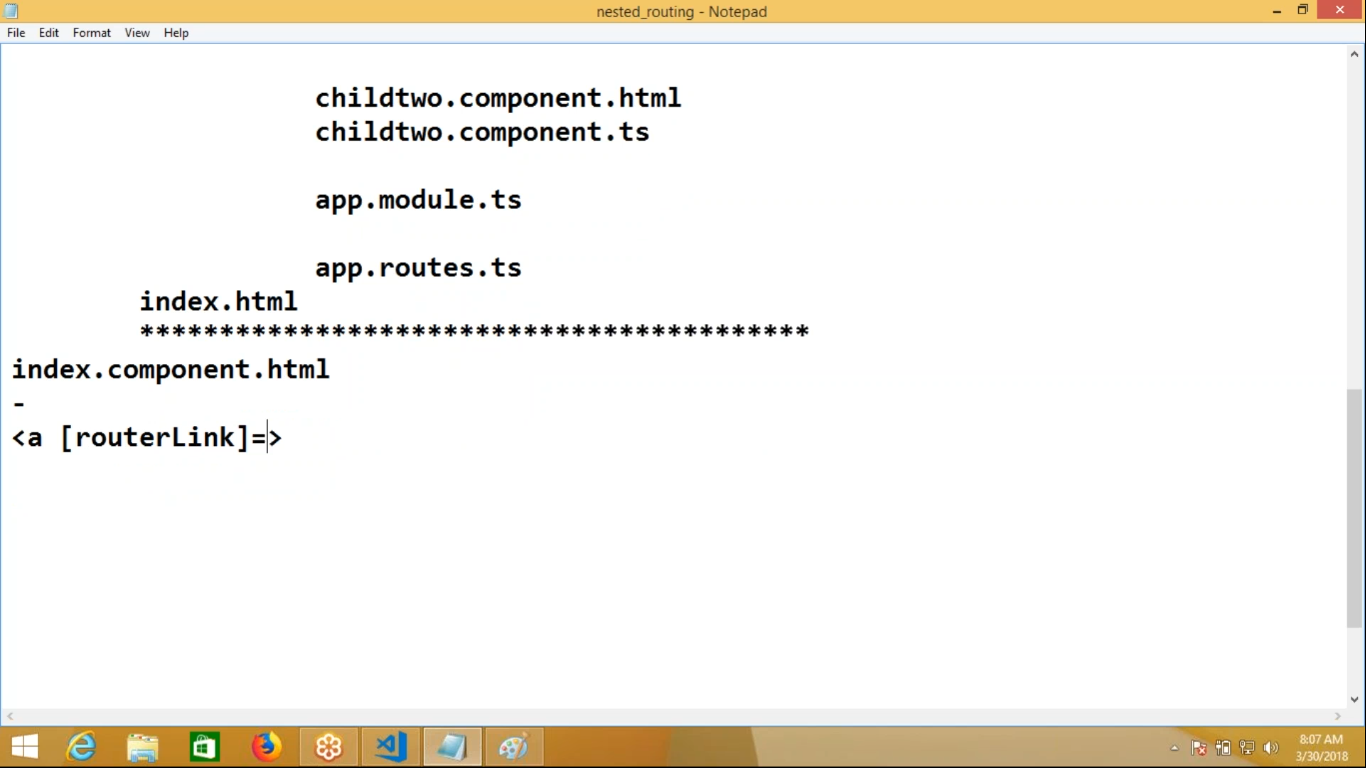 nested_routing - Notepad
File Edit Format View Help
childtwo.component.html
childtwo.component.ts
app.module.ts
app.routes.ts
index.html
******************************************
index.component.html
-
<a [routerLink]=>
8:07 AM
3/30/2018